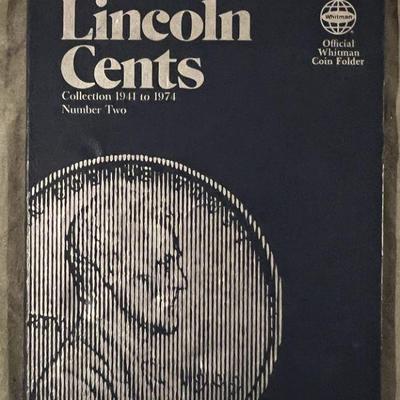 Lincoln
Cents
Collection 1941 to 1974
Number Two
Whitman
Official
Whitman
Coin Folder